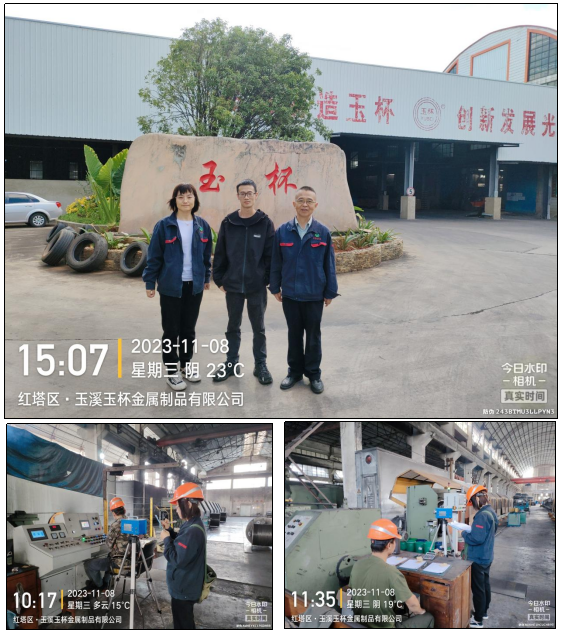 造玉杯
创新发展光
玉杯
15:07
2023-11-08
星期三 阴 23℃
红塔区·玉溪玉杯金属制品有限公司
今日水印
-相机-
真实时间
防伪 243BIMU3LLPYN3
10:17
2023-11-08
星期三 多云 15℃
红塔区·玉溪玉杯金属制品有限公司
今日水印
-相机-
真实时间
11:35
2023-11-08
星期三 阴 19℃
红塔区·玉溪玉杯金属制品有限公司
今日水印
-相机-
真实时间